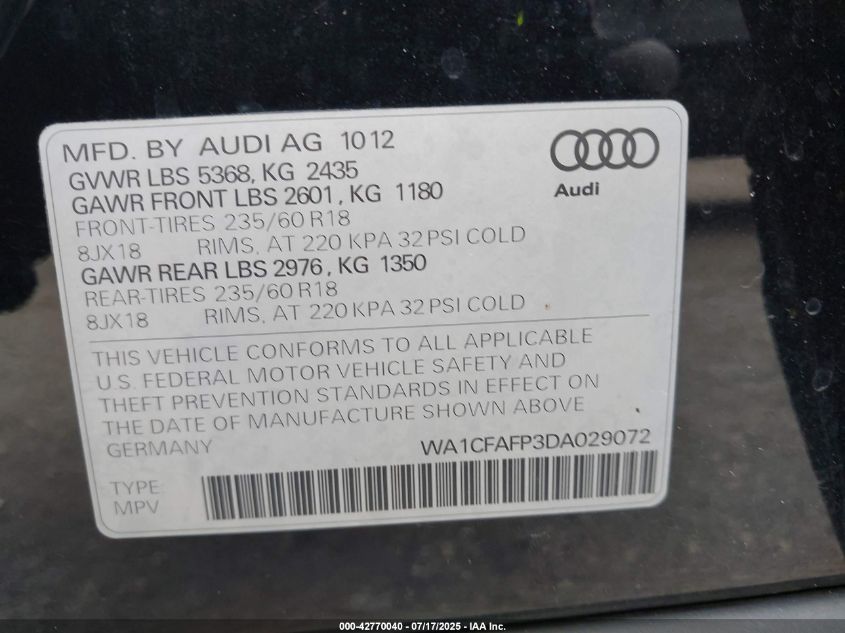 MFD. BY AUDI AG 1012
GVWR LBS 5368, KG 2435
GAWR FRONT LBS 2601, KG 1180
FRONT-TIRES 235/60 R18
8JX18 RIMS, AT 220 KPA 32 PSI COLD
GAWR REAR LBS 2976, KG 1350
REAR-TIRES 235/60 R18
8JX18 RIMS, AT 220 KPA 32 PSI COLD
Audi
THIS VEHICLE CONFORMS TO ALL APPLICABLE
U.S. FEDERAL MOTOR VEHICLE SAFETY AND
THEFT PREVENTION STANDARDS IN EFFECT ON
THE DATE OF MANUFACTURE SHOWN ABOVE
GERMANY WA1CFAFP3DA029072
TYPE:
MPV
000-42770040 - 07/17/2025 - IAA Inc.